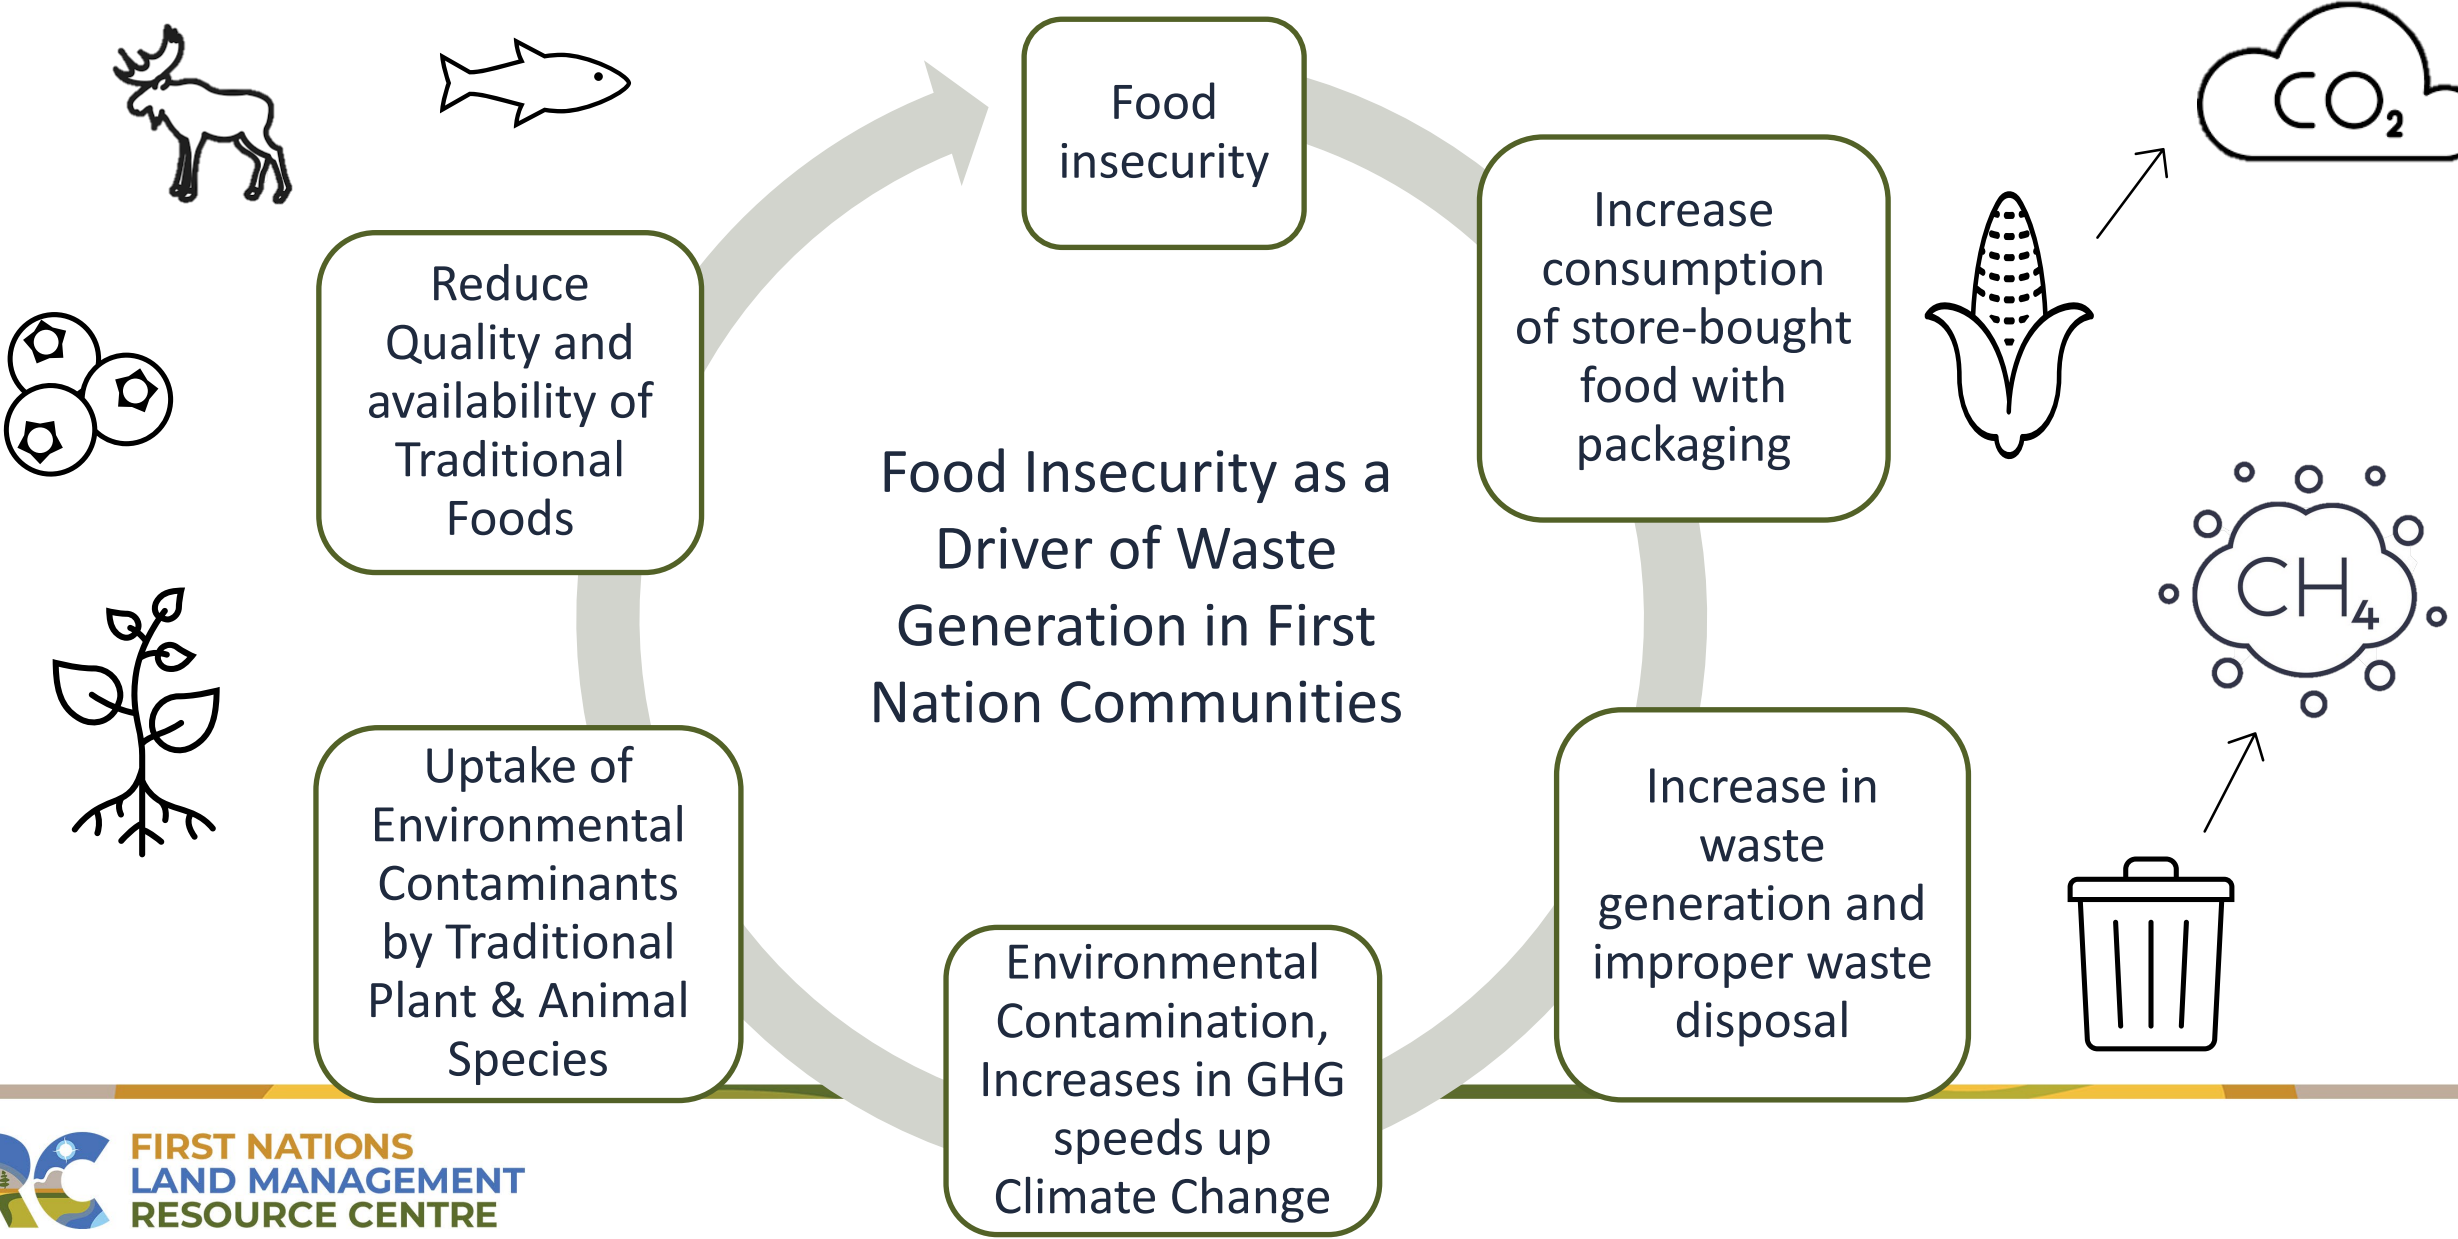 Food
insecurity
Increase
consumption
of store-bought
food with
packaging
Increase in
waste
generation and
improper waste
disposal
Environmental
Contamination,
Increases in GHG
speeds up
Climate Change
Uptake of
Environmental
Contaminants
by Traditional
Plant & Animal
Species
Reduce
Quality and
availability of
Traditional
Foods
Food Insecurity as a
Driver of Waste
Generation in First
Nation Communities
CO₂
CH₄
RC
FIRST NATIONS
LAND MANAGEMENT
RESOURCE CENTRE